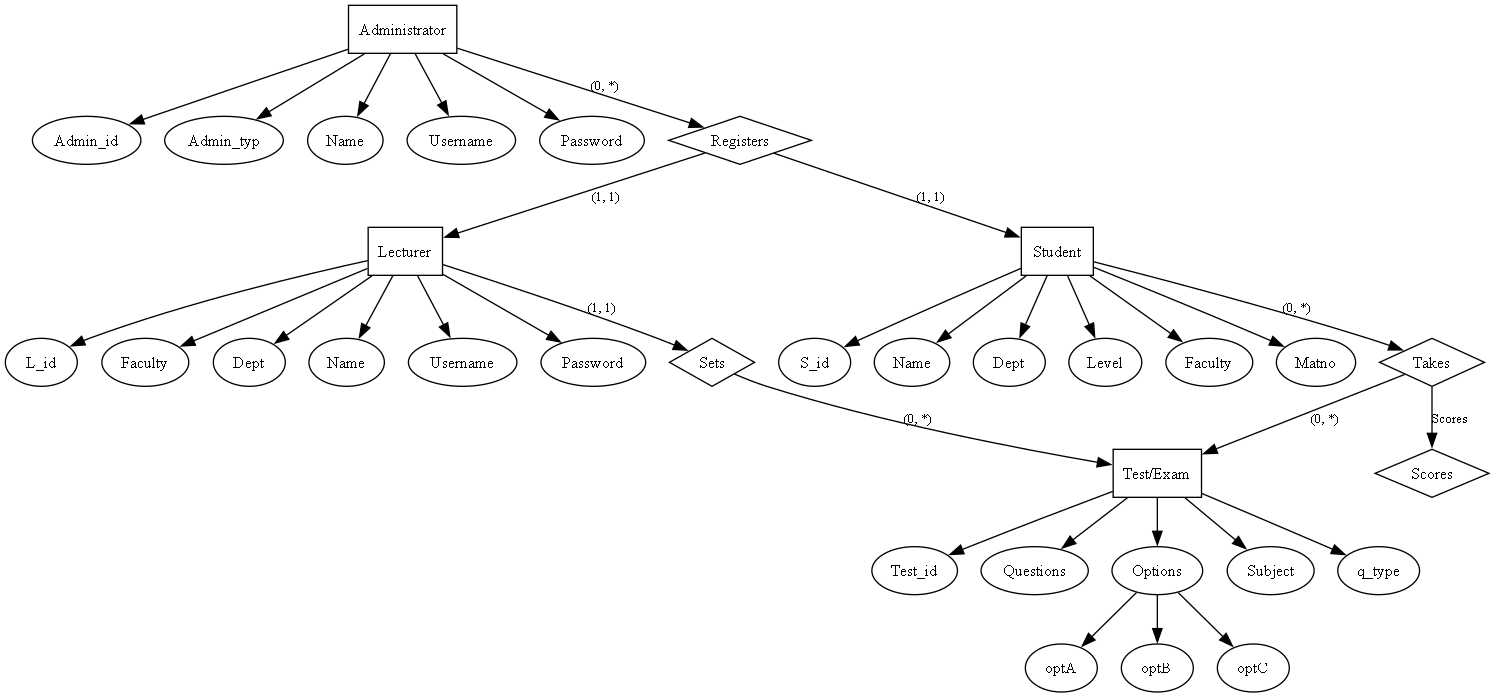 Administrator
(0, *)
Admin_id
Admin_typ
Name
Username
Password
Registers
(1, 1)
(1, 1)
Lecturer
Student
(1, 1)
(0, *)
L_id
Faculty
Dept
Name
Username
Password
Sets
S_id
Name
Dept
Level
Faculty
Matno
Takes
(0, *)
(0, *)
Scores
Test/Exam
Scores
Test_id
Questions
Options
Subject
q_type
optA
optB
optC